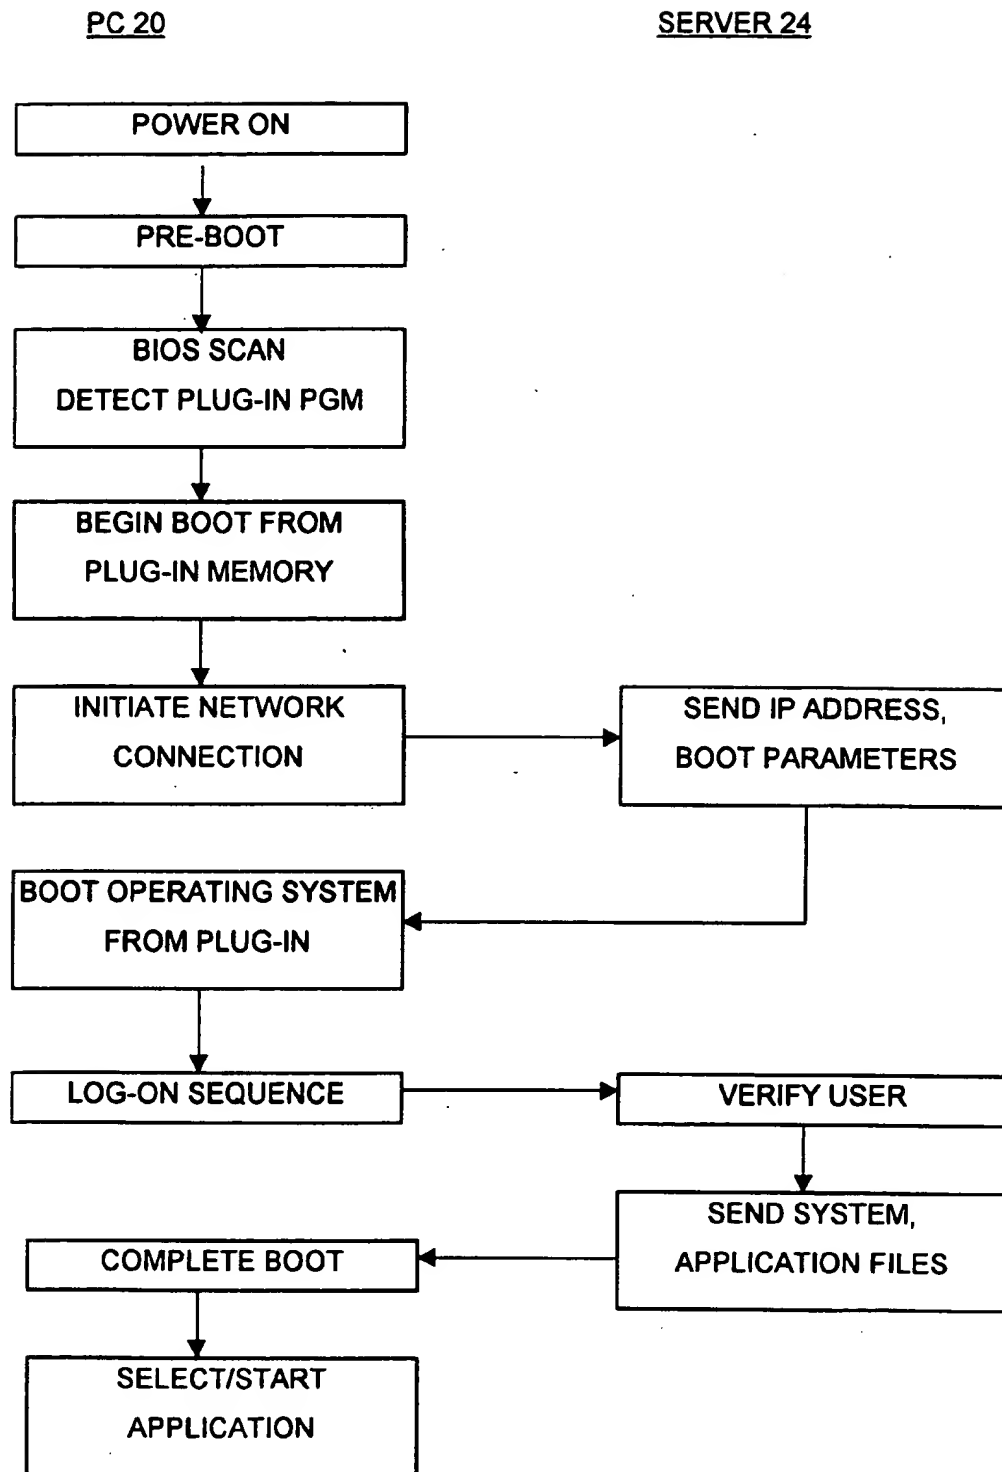 PC 20
SERVER 24
POWER ON
PRE-BOOT
BIOS SCAN
DETECT PLUG-IN PGM
BEGIN BOOT FROM
PLUG-IN MEMORY
INITIATE NETWORK
CONNECTION
SEND IP ADDRESS,
BOOT PARAMETERS
BOOT OPERATING SYSTEM
FROM PLUG-IN
LOG-ON SEQUENCE
VERIFY USER
SEND SYSTEM,
APPLICATION FILES
COMPLETE BOOT
SELECT/START
APPLICATION